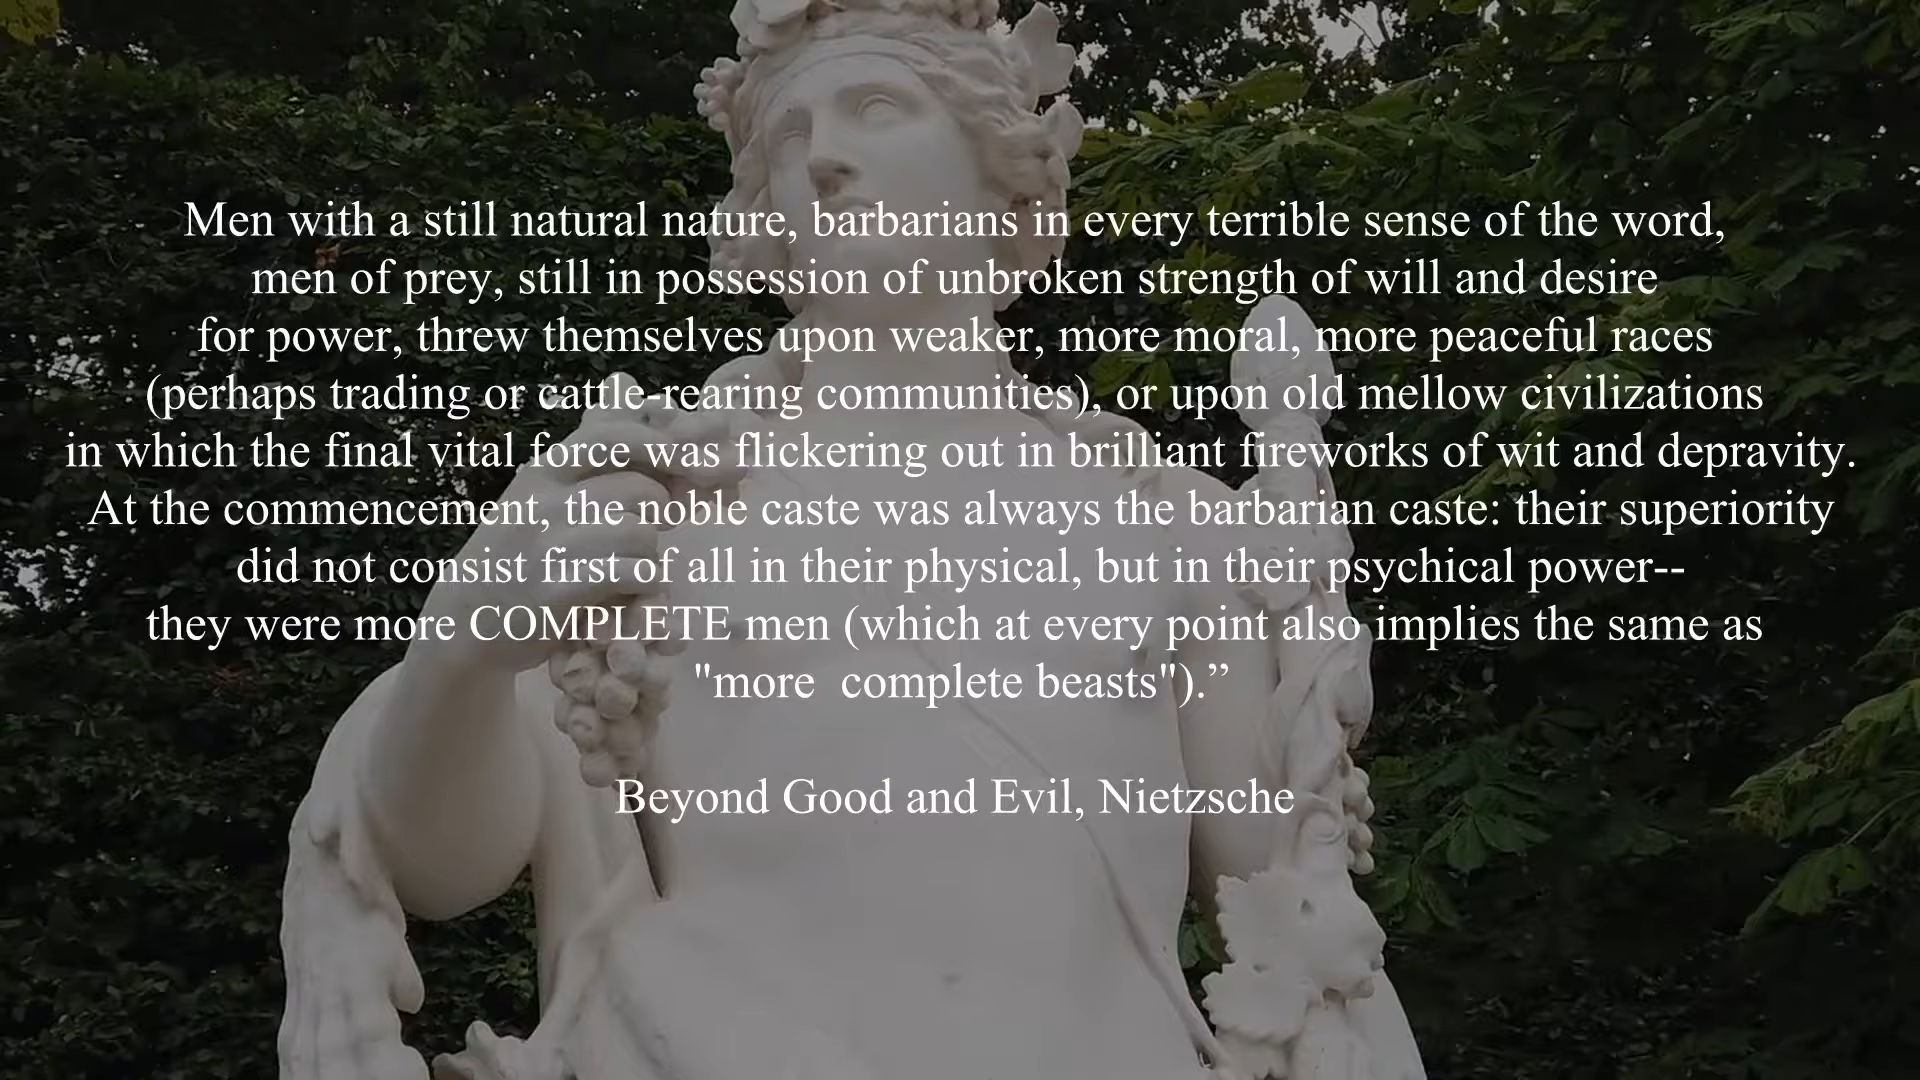 Men with a still natural nature, barbarians in every terrible sense of the word,
men of prey, still in possession of unbroken strength of will and desire
for power, threw themselves upon weaker, more moral, more peaceful races
(perhaps trading or cattle-rearing communities), or upon old mellow civilizations
in which the final vital force was flickering out in brilliant fireworks of wit and depravity.
At the commencement, the noble caste was always the barbarian caste: their superiority
did not consist first of all in their physical, but in their psychical power--
they were more COMPLETE men (which at every point also implies the same as
"more  complete beasts").”
Beyond Good and Evil, Nietzsche